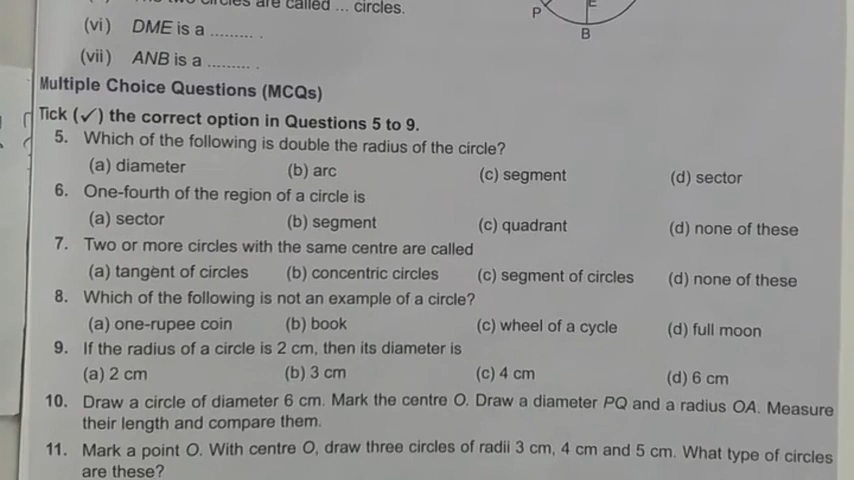 circles are called ... circles.
(vi) DME is a ......... .
(vii) ANB is a ......... .
P
E
B
Multiple Choice Questions (MCQs)
Tick (✓) the correct option in Questions 5 to 9.
5. Which of the following is double the radius of the circle?
(a) diameter (b) arc (c) segment (d) sector
6. One-fourth of the region of a circle is
(a) sector (b) segment (c) quadrant (d) none of these
7. Two or more circles with the same centre are called
(a) tangent of circles (b) concentric circles (c) segment of circles (d) none of these
8. Which of the following is not an example of a circle?
(a) one-rupee coin (b) book (c) wheel of a cycle (d) full moon
9. If the radius of a circle is 2 cm, then its diameter is
(a) 2 cm (b) 3 cm (c) 4 cm (d) 6 cm
10. Draw a circle of diameter 6 cm. Mark the centre O. Draw a diameter PQ and a radius OA. Measure
their length and compare them.
11. Mark a point O. With centre O, draw three circles of radii 3 cm, 4 cm and 5 cm. What type of circles
are these?